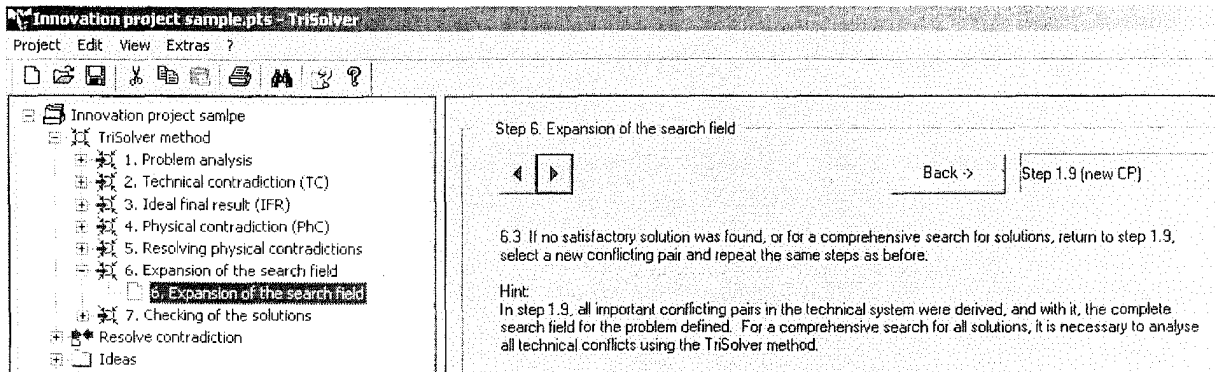 Innovation project sample.pts - TriSolver
Project Edit View Extras ?
Innovation project samlpe
TriSolver method
1. Problem analysis
2. Technical contradiction (TC)
3. Ideal final result (IFR)
4. Physical contradiction (PhC)
5. Resolving physical contradictions
6. Expansion of the search field
6. Expansion of the search field
7. Checking of the solutions
Resolve contradiction
Ideas
Step 6. Expansion of the search field
Back -> Step 1.9 (new CP)
6.3 If no satisfactory solution was found, or for a comprehensive search for solutions, return to step 1.9,
select a new conflicting pair and repeat the same steps as before.
Hint:
In step 1.9, all important conflicting pairs in the technical system were derived, and with it, the complete
search field for the problem defined. For a comprehensive search for all solutions, it is necessary to analyse
all technical conflicts using the TriSolver method.